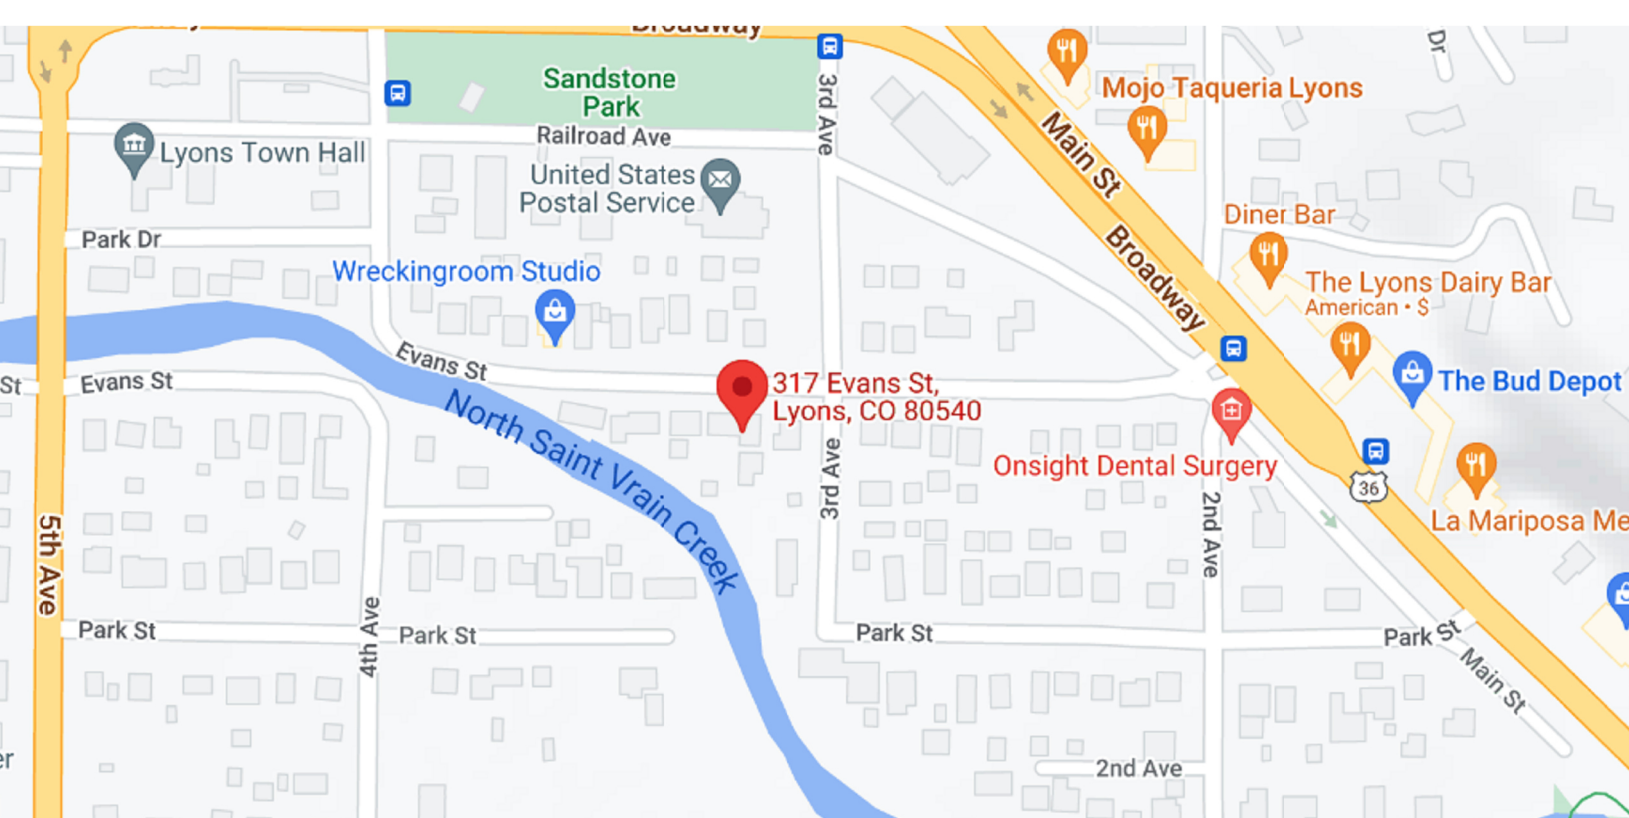 Broadway
Sandstone
Park
3rd Ave
Dr
Mojo Taqueria Lyons
Railroad Ave
Main St
Lyons Town Hall
United States
Postal Service
Diner Bar
Park Dr
Broadway
Wreckingroom Studio
The Lyons Dairy Bar
American • $
Evans St
St
Evans St
317 Evans St,
Lyons, CO 80540
The Bud Depot
North Saint Vrain Creek
3rd Ave
Onsight Dental Surgery
36
2nd Ave
La Mariposa Me
5th Ave
4th Ave
Park St
Park St
Park St
Park St
Main St
er
2nd Ave